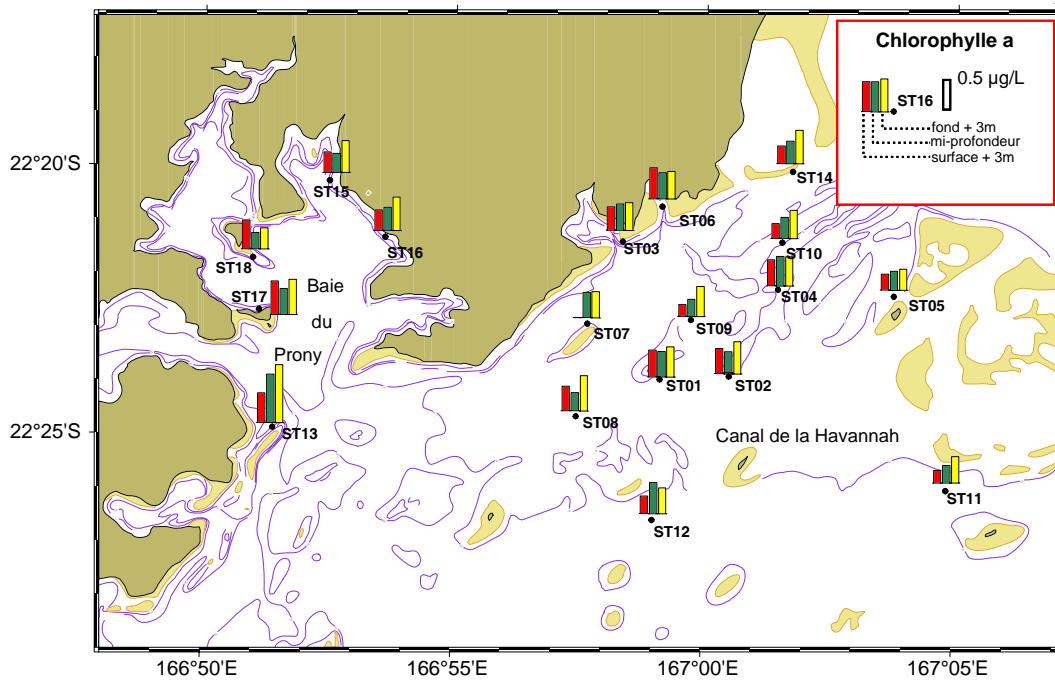 Chlorophylle a
0.5 µg/L
ST16
fond + 3m
mi-profondeur
surface + 3m
22°20'S
22°25'S
ST15
ST14
ST16
ST06
ST03
ST10
ST18
ST17
Baie
du
Prony
ST04
ST05
ST07
ST09
ST01
ST02
ST08
ST13
Canal de la Havannah
ST11
ST12
166°50'E
166°55'E
167°00'E
167°05'E